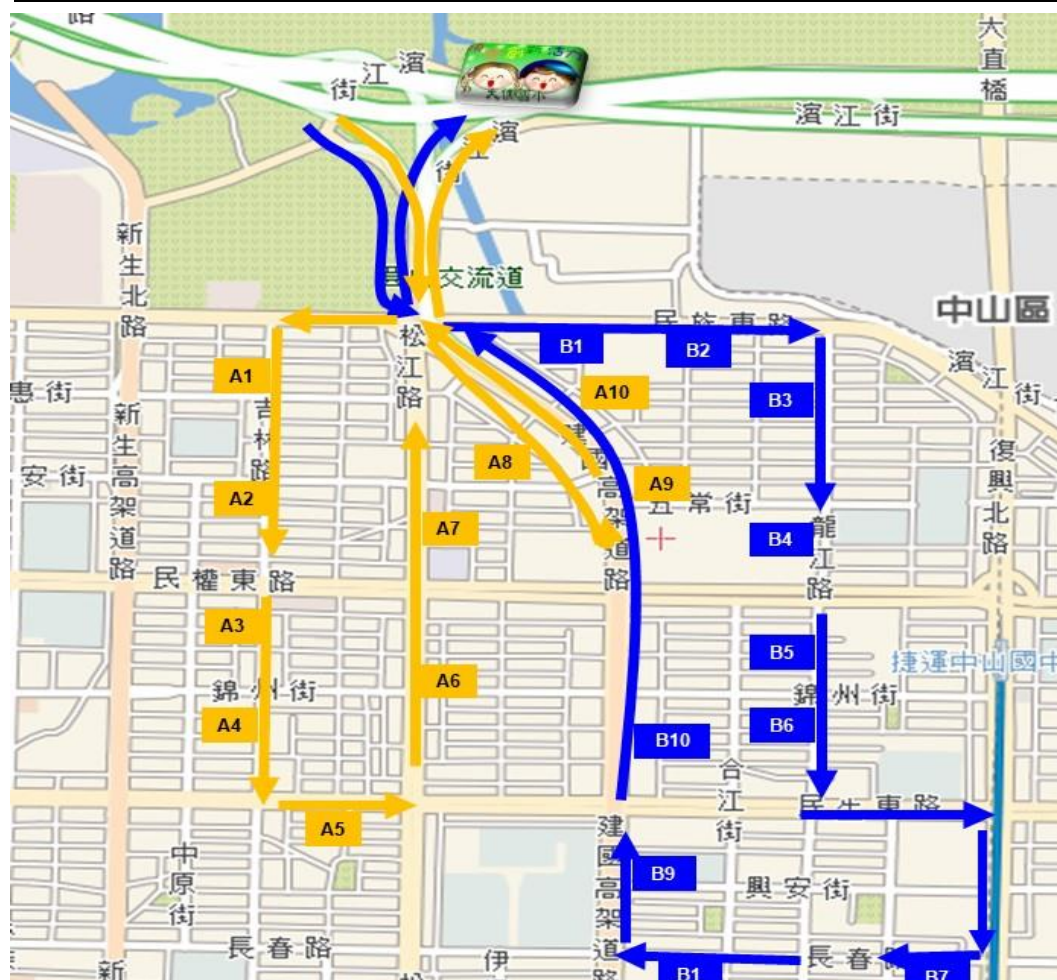 路
濱
江
街
大直橋
濱江街
濱
江
街
新生北路
交流道
民族東路
中山區
松江路
B1
B2
A1
A10
B3
惠街
濱江街
吉林路
新生高架道路
建國高架道路
A8
A9
復興北路
安街
A2
五常街
A7
B4
龍江路
民權東路
A3
B5
捷運中山國中
錦州街
A6
錦州街
A4
B6
B10
合江街
民生東路
A5
中原街
建國高架道路
B9
興安街
長春路
伊
長春路
新
松
B1
B7